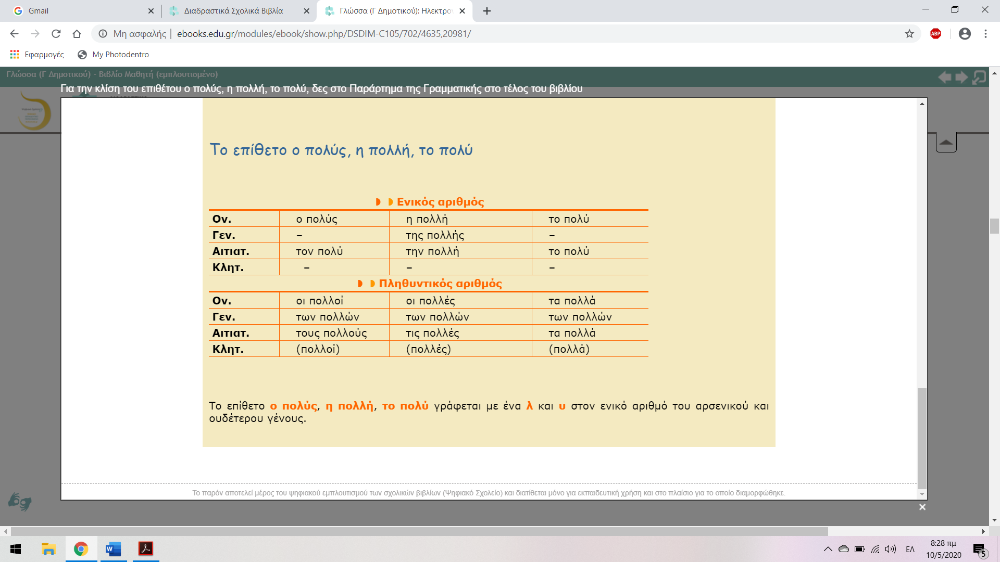 Gmail
Διαδραστικά Σχολικά Βιβλία
Γλώσσα (Γ Δημοτικού): Ηλεκτρον
Μη ασφαλής
ebooks.edu.gr/modules/ebook/show.php/DSDIM-C105/702/4635,20981/
ABP
Εφαρμογές
My Photodentro
Γλώσσα (Γ Δημοτικού) - Βιβλίο Μαθητή (εμπλουτισμένο)
Για την κλίση του επιθέτου ο πολύς, η πολλή, το πολύ, δες στο Παράρτημα της Γραμματικής στο τέλος του βιβλίου
Το επίθετο ο πολύς, η πολλή, το πολύ
Ενικός αριθμός
Ον. ο πολύς η πολλή το πολύ
Γεν. – της πολλής –
Αιτιατ. τον πολύ την πολλή το πολύ
Κλητ. – – –
Πληθυντικός αριθμός
Ον. οι πολλοί οι πολλές τα πολλά
Γεν. των πολλών των πολλών των πολλών
Αιτιατ. τους πολλούς τις πολλές τα πολλά
Κλητ. (πολλοί) (πολλές) (πολλά)
Το επίθετο ο πολύς, η πολλή, το πολύ γράφεται με ένα λ και υ στον ενικό αριθμό του αρσενικού και
ουδέτερου γένους.
Το παρόν αποτελεί μέρος του ψηφιακού εμπλουτισμού των σχολικών βιβλίων (Ψηφιακό Σχολείο) και διατίθεται μόνο για εκπαιδευτική χρήση και στο πλαίσιο για το οποίο διαμορφώθηκε.
ΕΛ
8:28 πμ
10/5/2020
5